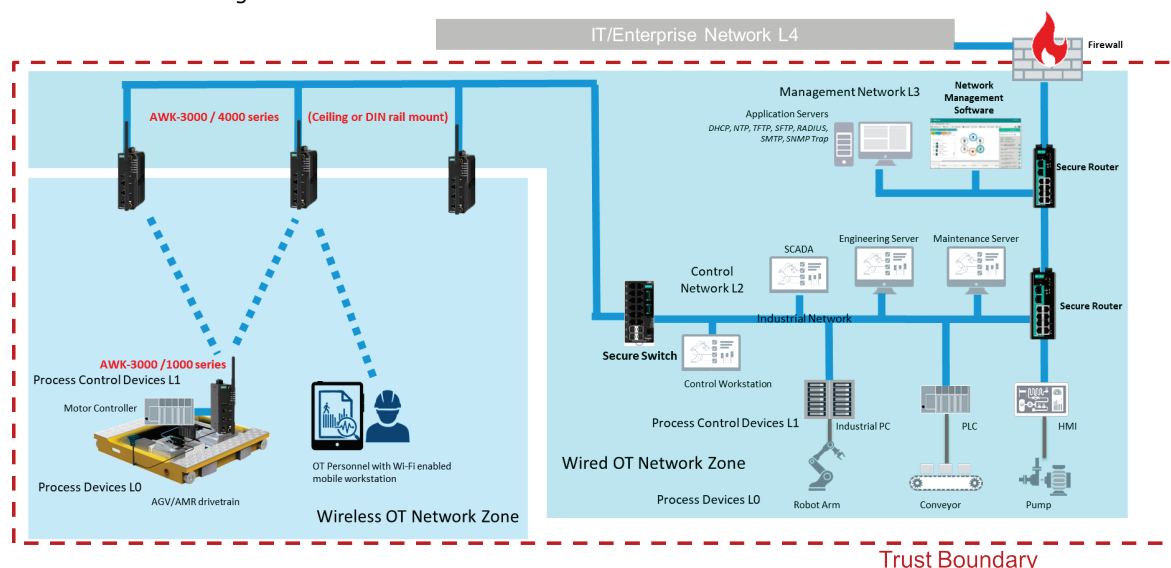 IT/Enterprise Network L4
Firewall
Management Network L3
Network
Management
Software
Application Servers
DHCP, NTP, TFTP, SFTP, RADIUS,
SMTP, SNMP Trap
AWK-3000 / 4000 series
(Ceiling or DIN rail mount)
Secure Router
SCADA
Engineering Server
Maintenance Server
Control
Network L2
Secure Router
Industrial Network
Secure Switch
Control Workstation
AWK-3000 /1000 series
Process Control Devices L1
Motor Controller
Process Control Devices L1
Industrial PC
PLC
HMI
OT Personnel with Wi-Fi enabled
mobile workstation
Wired OT Network Zone
Process Devices L0
AGV/AMR drivetrain
Process Devices L0
Robot Arm
Conveyor
Pump
Wireless OT Network Zone
Trust Boundary